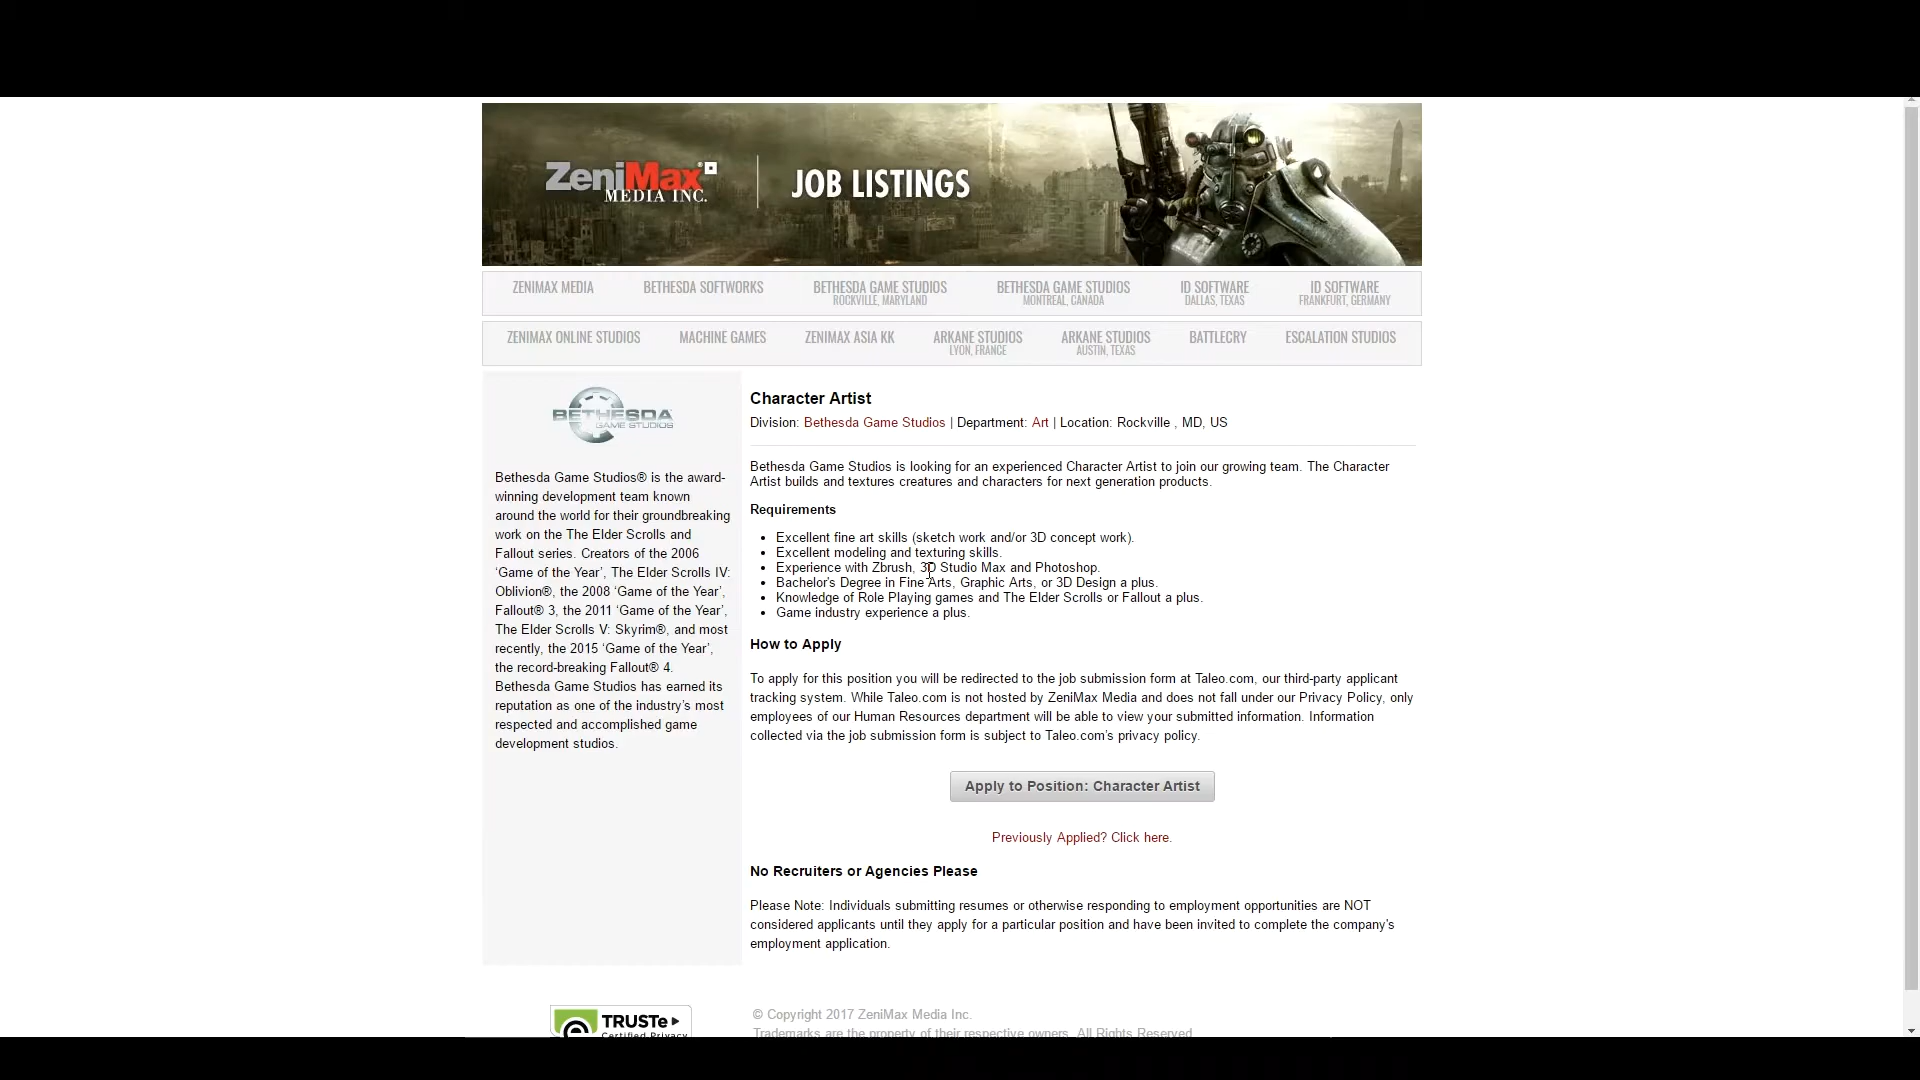 ZeniMax
MEDIA INC.
JOB LISTINGS
ZENIMAX MEDIA
BETHESDA SOFTWORKS
BETHESDA GAME STUDIOS
ROCKVILLE, MARYLAND
BETHESDA GAME STUDIOS
MONTREAL, CANADA
ID SOFTWARE
DALLAS, TEXAS
ID SOFTWARE
FRANKFURT, GERMANY
ZENIMAX ONLINE STUDIOS
MACHINE GAMES
ZENIMAX ASIA KK
ARKANE STUDIOS
LYON, FRANCE
ARKANE STUDIOS
AUSTIN, TEXAS
BATTLECRY
ESCALATION STUDIOS
BETHESDA
GAME STUDIOS
Bethesda Game Studios® is the award-
winning development team known
around the world for their groundbreaking
work on the The Elder Scrolls and
Fallout series. Creators of the 2006
‘Game of the Year’, The Elder Scrolls IV:
Oblivion®, the 2008 ‘Game of the Year’,
Fallout® 3, the 2011 ‘Game of the Year’,
The Elder Scrolls V: Skyrim®, and most
recently, the 2015 ‘Game of the Year’,
the record-breaking Fallout® 4.
Bethesda Game Studios has earned its
reputation as one of the industry’s most
respected and accomplished game
development studios.
Character Artist
Division: Bethesda Game Studios | Department: Art | Location: Rockville , MD, US
Bethesda Game Studios is looking for an experienced Character Artist to join our growing team. The Character
Artist builds and textures creatures and characters for next generation products.
Requirements
• Excellent fine art skills (sketch work and/or 3D concept work).
• Excellent modeling and texturing skills.
• Experience with Zbrush, 3D Studio Max and Photoshop.
• Bachelor’s Degree in Fine Arts, Graphic Arts, or 3D Design a plus.
• Knowledge of Role Playing games and The Elder Scrolls or Fallout a plus.
• Game industry experience a plus.
How to Apply
To apply for this position you will be redirected to the job submission form at Taleo.com, our third-party applicant
tracking system. While Taleo.com is not hosted by ZeniMax Media and does not fall under our Privacy Policy, only
employees of our Human Resources department will be able to view your submitted information. Information
collected via the job submission form is subject to Taleo.com’s privacy policy.
Apply to Position: Character Artist
Previously Applied? Click here.
No Recruiters or Agencies Please
Please Note: Individuals submitting resumes or otherwise responding to employment opportunities are NOT
considered applicants until they apply for a particular position and have been invited to complete the company’s
employment application.
TRUSTe
Certified Privacy
© Copyright 2017 ZeniMax Media Inc.
Trademarks are the property of their respective owners. All Rights Reserved